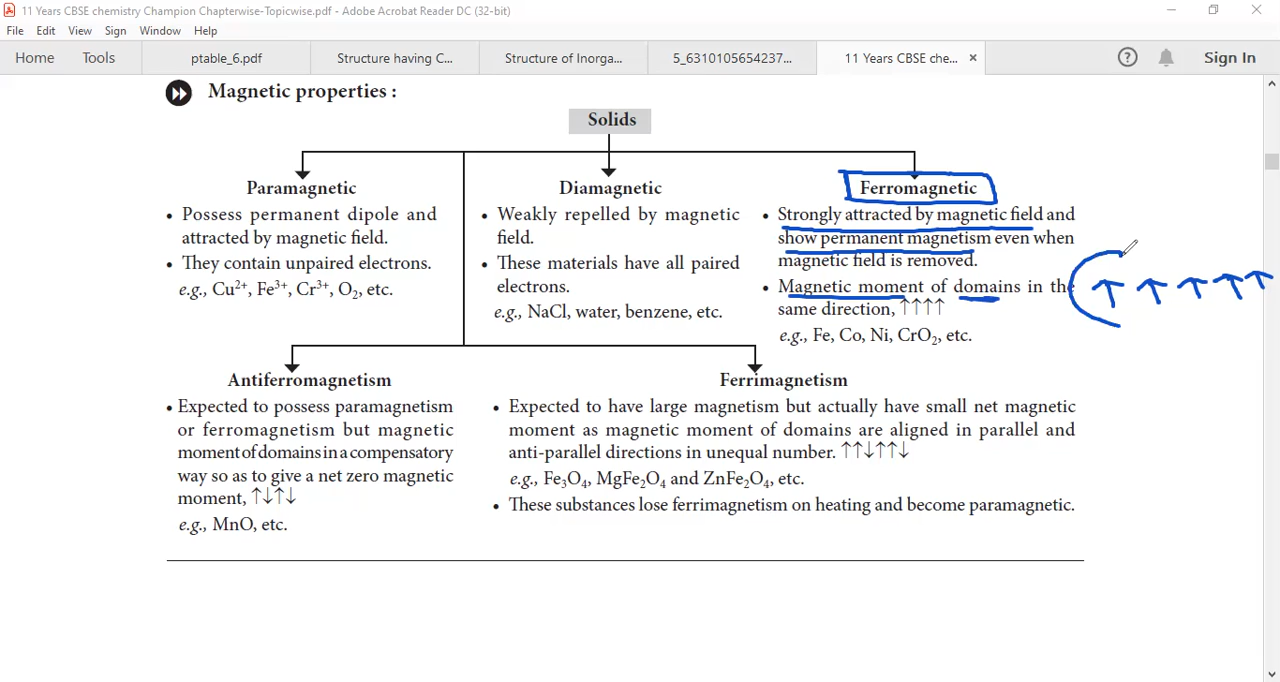 11 Years CBSE chemistry Champion Chapterwise-Topicwise.pdf - Adobe Acrobat Reader DC (32-bit)
File Edit View Sign Window Help
Home Tools ptable_6.pdf Structure having C... Structure of Inorga... 5_6310105654237... 11 Years CBSE che... × ? Sign In
Magnetic properties :
Solids
Paramagnetic
• Possess permanent dipole and
attracted by magnetic field.
• They contain unpaired electrons.
e.g., Cu²⁺, Fe³⁺, Cr³⁺, O₂, etc.
Diamagnetic
• Weakly repelled by magnetic
field.
• These materials have all paired
electrons.
e.g., NaCl, water, benzene, etc.
Ferromagnetic
• Strongly attracted by magnetic field and
show permanent magnetism even when
magnetic field is removed.
• Magnetic moment of domains in the
same direction, ↑↑↑↑
e.g., Fe, Co, Ni, CrO₂, etc.
(↑ ↑ ↑ ↑ ↑
Antiferromagnetism
• Expected to possess paramagnetism
or ferromagnetism but magnetic
moment of domains in a compensatory
way so as to give a net zero magnetic
moment, ↑↓↑↓
e.g., MnO, etc.
Ferrimagnetism
• Expected to have large magnetism but actually have small net magnetic
moment as magnetic moment of domains are aligned in parallel and
anti-parallel directions in unequal number. ↑↑↓↑↑↓
e.g., Fe₃O₄, MgFe₂O₄ and ZnFe₂O₄, etc.
• These substances lose ferrimagnetism on heating and become paramagnetic.